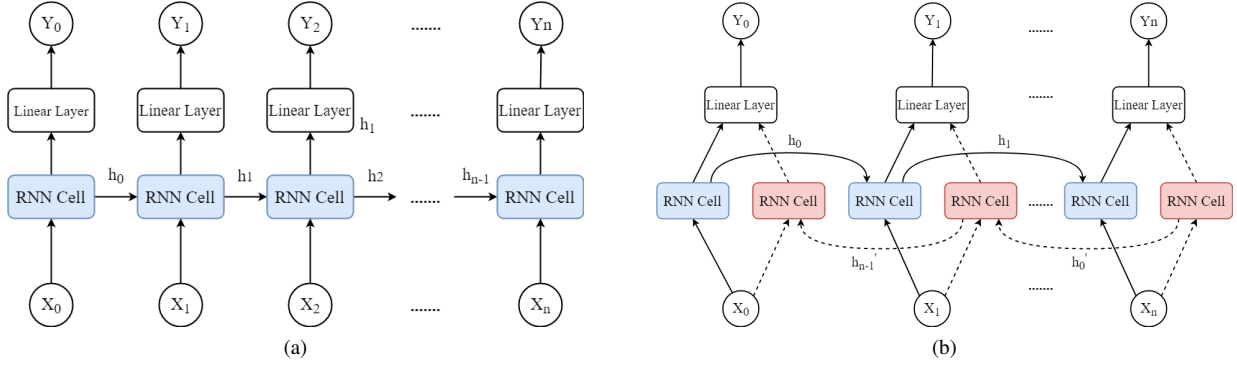 Y₀ Y₁ Y₂ ....... Yn
Linear Layer Linear Layer Linear Layer ....... Linear Layer
h₁
h₀ h1 h2 hₙ₋₁
RNN Cell RNN Cell RNN Cell ....... RNN Cell
X₀ X₁ X₂ ....... Xₙ
(a)
Y₀ Y₁ ....... Yn
Linear Layer Linear Layer ....... Linear Layer
h₀ h₁
RNN Cell RNN Cell RNN Cell RNN Cell ....... RNN Cell RNN Cell
hₙ₋₁' h₀'
X₀ X₁ ....... Xₙ
(b)